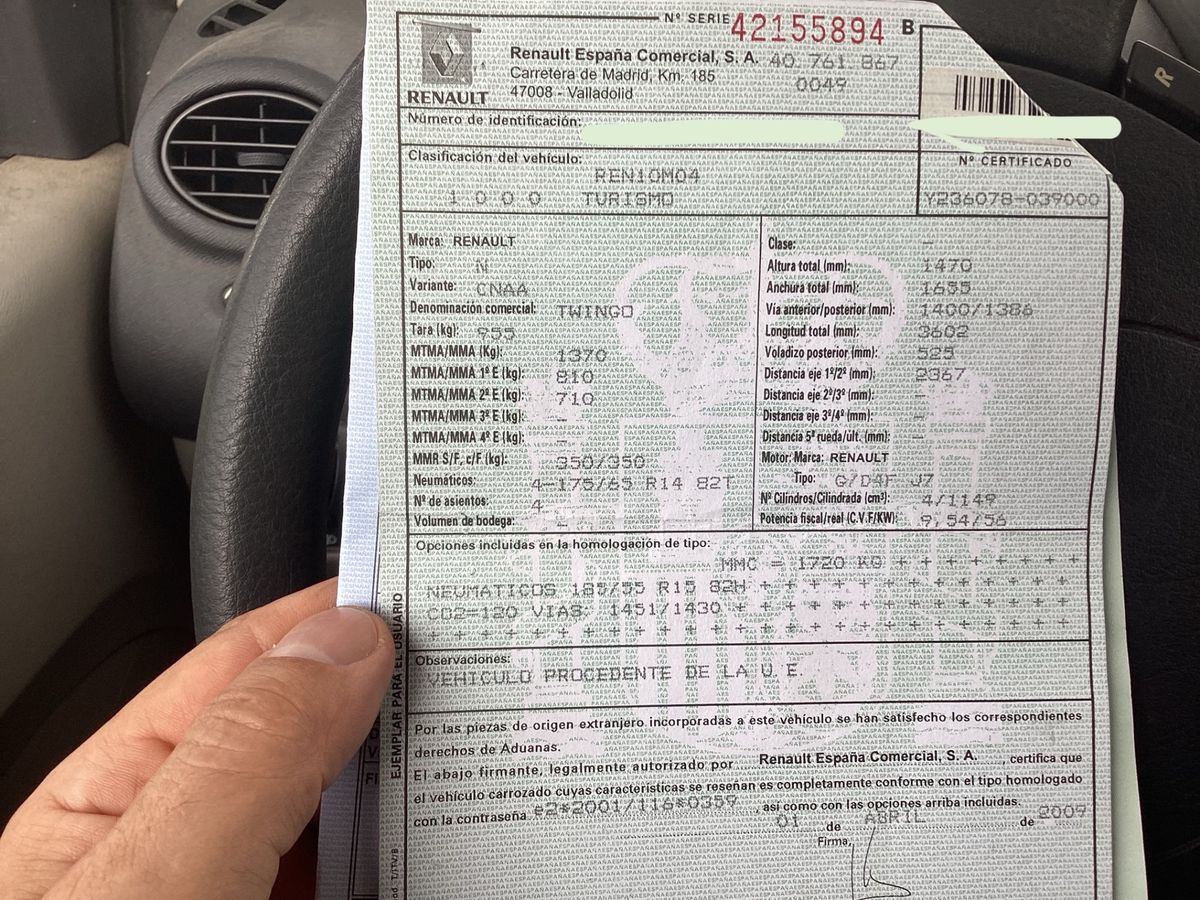 Nº SERIE 42155894 B
Renault España Comercial, S. A. 40. 761 867
Carretera de Madrid, Km. 185 0049
47008 - Valladolid
RENAULT
R
Número de identificación:
Nº CERTIFICADO
Y236078-039000
Clasificación del vehículo:
REN10M04
1 0 0 0 TURISMO
Marca: RENAULT
Tipo: N
Variante: CNA4
Denominación comercial: TWINGO
Tara (kg): 955
MTMA/MMA (Kg): 1370
MTMA/MMA 1º E (kg): 810
MTMA/MMA 2º E (kg): 710
MTMA/MMA 3º E (kg): -
MTMA/MMA 4º E (kg): -
MMR S/F, c/F (kg): 350/350
Neumáticos: 4-175/65 R14 82T
Nº de asientos: 4
Volumen de bodega: -
Clase: -
Altura total (mm): 1470
Anchura total (mm): 1655
Vía anterior/posterior (mm): 1400/1386
Longitud total (mm): 3602
Voladizo posterior (mm): 525
Distancia eje 1º/2º (mm): 2367
Distancia eje 2º/3º (mm): -
Distancia eje 3º/4º (mm): -
Distancia 5ª rueda/últ. (mm): -
Motor: Marca: RENAULT
Tipo: G/D4F J7
Nº Cilindros/Cilindrada (cm³): 4/1149
Potencia fiscal/real (C.V.F/KW): 9,54/56
Opciones incluidas en la homologación de tipo:
MMC = 1720 KG + + + + + + + +
NEUMATICOS 185/55 R15 82H + + + + + + + + + + + +
CO2-120 VIAS. 1451/1430 + + + + + + + + + + + + +
+ + + + + + + + + + + + + + + + + + + + + + + + +
Observaciones:
VEHICULO PROCEDENTE DE LA U.E.
Por las piezas de origen extranjero incorporadas a este vehículo se han satisfecho los correspondientes
derechos de Aduanas.
El abajo firmante, legalmente autorizado por Renault España Comercial, S. A. , certifica que
el vehículo carrozado cuyas características se reseñan es completamente conforme con el tipo homologado
con la contraseña e2*2001/116*0359 , así como con las opciones arriba incluidas.
01 de ABRIL de 2009
Firma,
EJEMPLAR PARA EL USUARIO